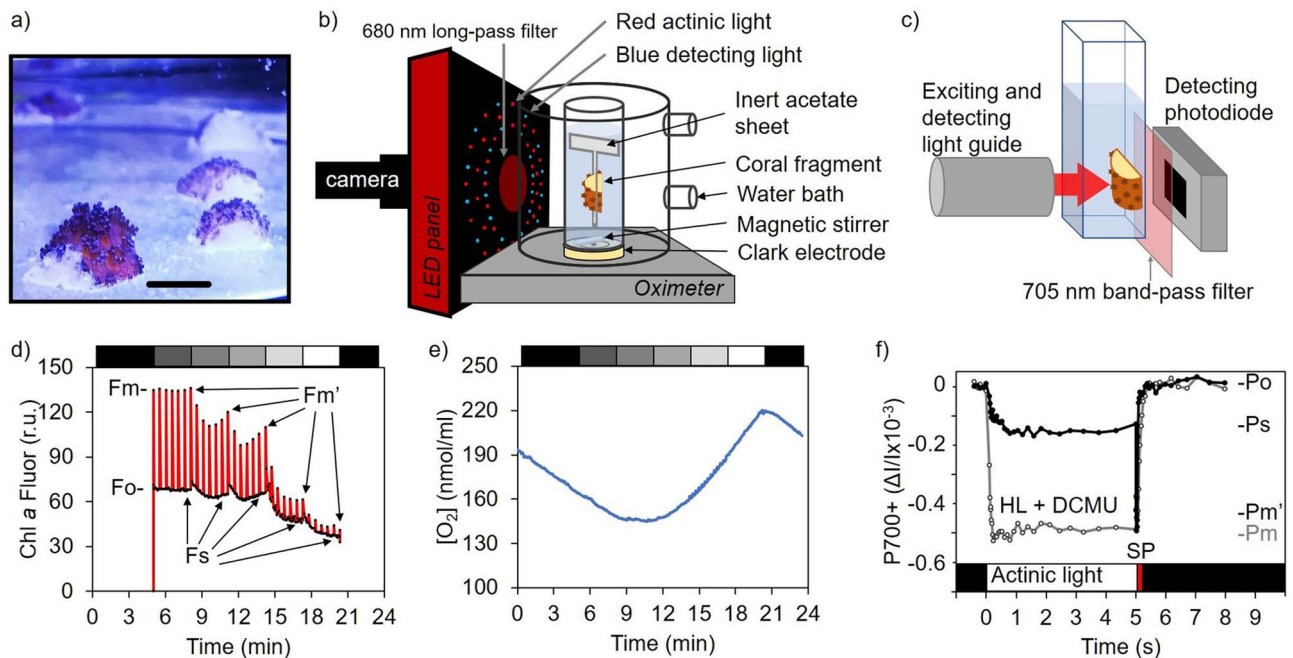 a)
b)
680 nm long-pass filter
Red actinic light
Blue detecting light
Inert acetate
sheet
Coral fragment
Water bath
Magnetic stirrer
Clark electrode
camera
LED panel
Oximeter
c)
Exciting and
detecting
light guide
Detecting
photodiode
705 nm band-pass filter
d)
Chl a Fluor (r.u.)
150
120
90
60
30
0
Fm-
Fo-
Fm'
Fs
0 3 6 9 12 15 18 21 24
Time (min)
e)
[O₂] (nmol/ml)
250
220
190
160
130
100
0 3 6 9 12 15 18 21 24
Time (min)
f)
P700+ (ΔI/Ix10⁻³)
0
-0.2
-0.4
-0.6
-Po
-Ps
-Pm'
-Pm
HL + DCMU
SP
Actinic light
0 1 2 3 4 5 6 7 8 9
Time (s)